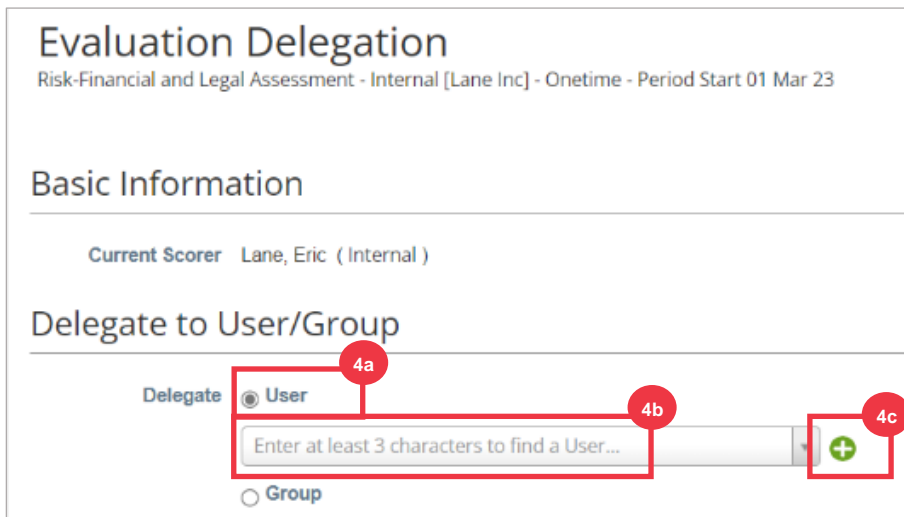 Evaluation Delegation
Risk-Financial and Legal Assessment - Internal [Lane Inc] - Onetime - Period Start 01 Mar 23
Basic Information
Current Scorer Lane, Eric ( Internal )
Delegate to User/Group
4a
Delegate User
4b
4c
Enter at least 3 characters to find a User...
Group